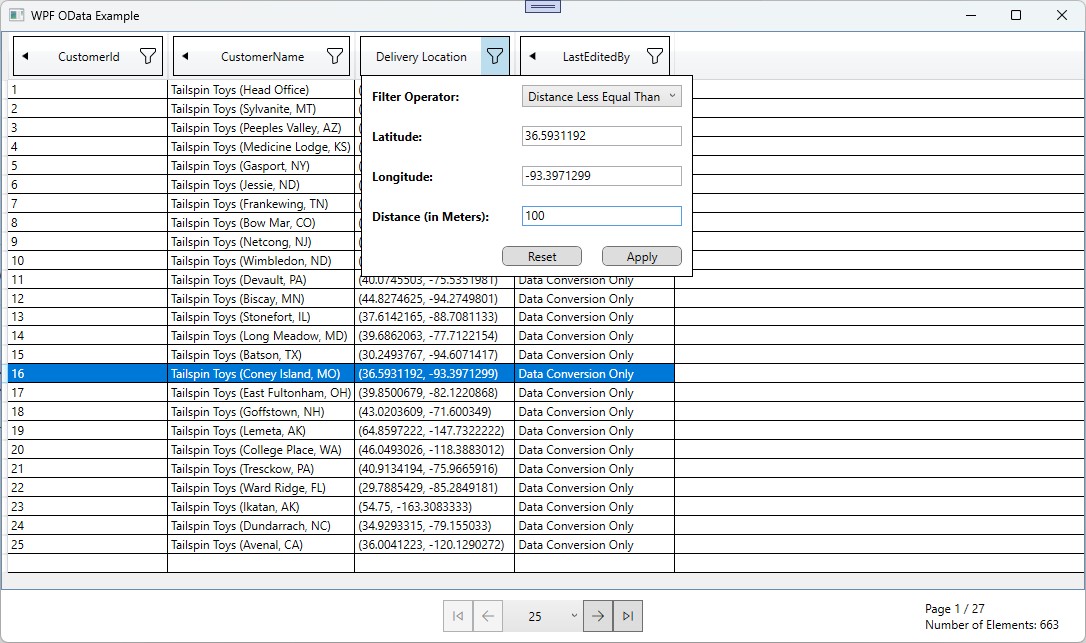 WPF OData Example
CustomerId CustomerName Delivery Location LastEditedBy
Filter Operator: Distance Less Equal Than
Latitude: 36.5931192
Longitude: -93.3971299
Distance (in Meters): 100
Reset Apply
1 Tailspin Toys (Head Office)
2 Tailspin Toys (Sylvanite, MT)
3 Tailspin Toys (Peeples Valley, AZ)
4 Tailspin Toys (Medicine Lodge, KS)
5 Tailspin Toys (Gasport, NY)
6 Tailspin Toys (Jessie, ND)
7 Tailspin Toys (Frankewing, TN)
8 Tailspin Toys (Bow Mar, CO)
9 Tailspin Toys (Netcong, NJ)
10 Tailspin Toys (Wimbledon, ND)
11 Tailspin Toys (Devault, PA) (40.0745503, -75.5351981) Data Conversion Only
12 Tailspin Toys (Biscay, MN) (44.8274625, -94.2749801) Data Conversion Only
13 Tailspin Toys (Stonefort, IL) (37.6142165, -88.7081133) Data Conversion Only
14 Tailspin Toys (Long Meadow, MD) (39.6862063, -77.7122154) Data Conversion Only
15 Tailspin Toys (Batson, TX) (30.2493767, -94.6071417) Data Conversion Only
16 Tailspin Toys (Coney Island, MO) (36.5931192, -93.3971299) Data Conversion Only
17 Tailspin Toys (East Fultonham, OH) (39.8500679, -82.1220868) Data Conversion Only
18 Tailspin Toys (Goffstown, NH) (43.0203609, -71.600349) Data Conversion Only
19 Tailspin Toys (Lemeta, AK) (64.8597222, -147.7322222) Data Conversion Only
20 Tailspin Toys (College Place, WA) (46.0493026, -118.3883012) Data Conversion Only
21 Tailspin Toys (Tresckow, PA) (40.9134194, -75.9665916) Data Conversion Only
22 Tailspin Toys (Ward Ridge, FL) (29.7885429, -85.2849181) Data Conversion Only
23 Tailspin Toys (Ikatan, AK) (54.75, -163.3083333) Data Conversion Only
24 Tailspin Toys (Dundarrach, NC) (34.9293315, -79.155033) Data Conversion Only
25 Tailspin Toys (Avenal, CA) (36.0041223, -120.1290272) Data Conversion Only
25
Page 1 / 27
Number of Elements: 663